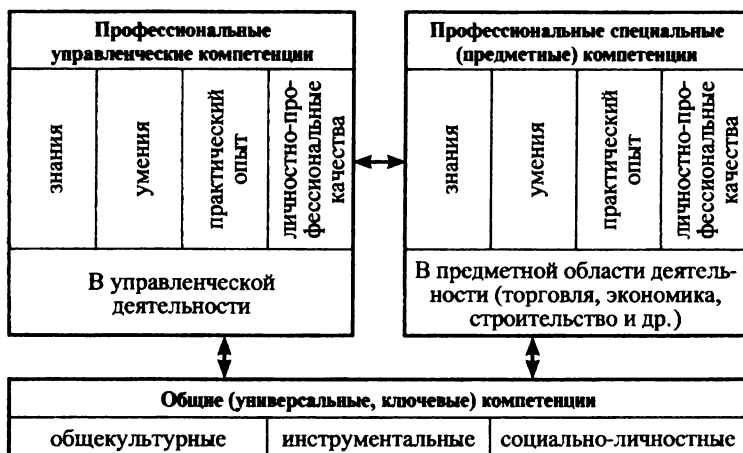 Профессиональные
управленческие компетенции
знания
умения
практический
опыт
личностно-про-
фессиональные
качества
В управленческой
деятельности
Профессиональные специальные
(предметные) компетенции
знания
умения
практический
опыт
личностно-про-
фессиональные
качества
В предметной области деятель-
ности (торговля, экономика,
строительство и др.)
Общие (универсальные, ключевые) компетенции
общекультурные
инструментальные
социально-личностные